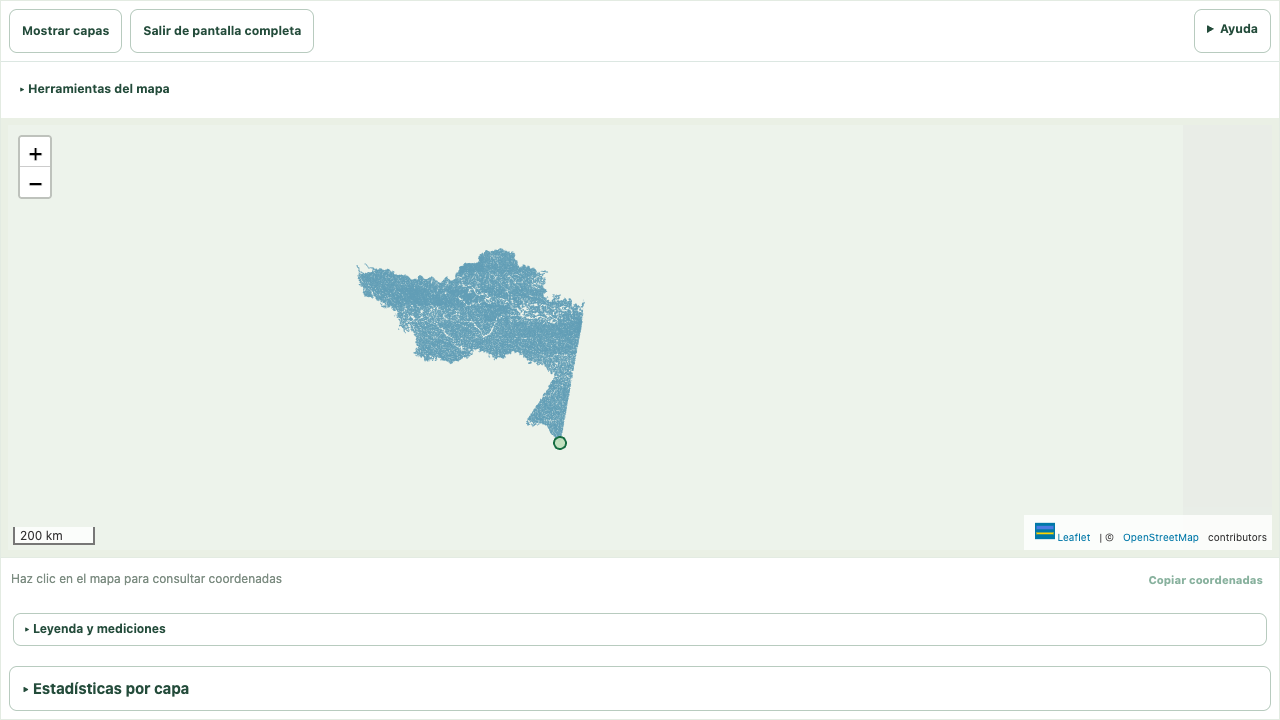 Mostrar capas
Salir de pantalla completa
▶ Ayuda
▸ Herramientas del mapa
+
−
200 km
Leaflet | © OpenStreetMap contributors
Haz clic en el mapa para consultar coordenadas
Copiar coordenadas
▸ Leyenda y mediciones
▸ Estadísticas por capa